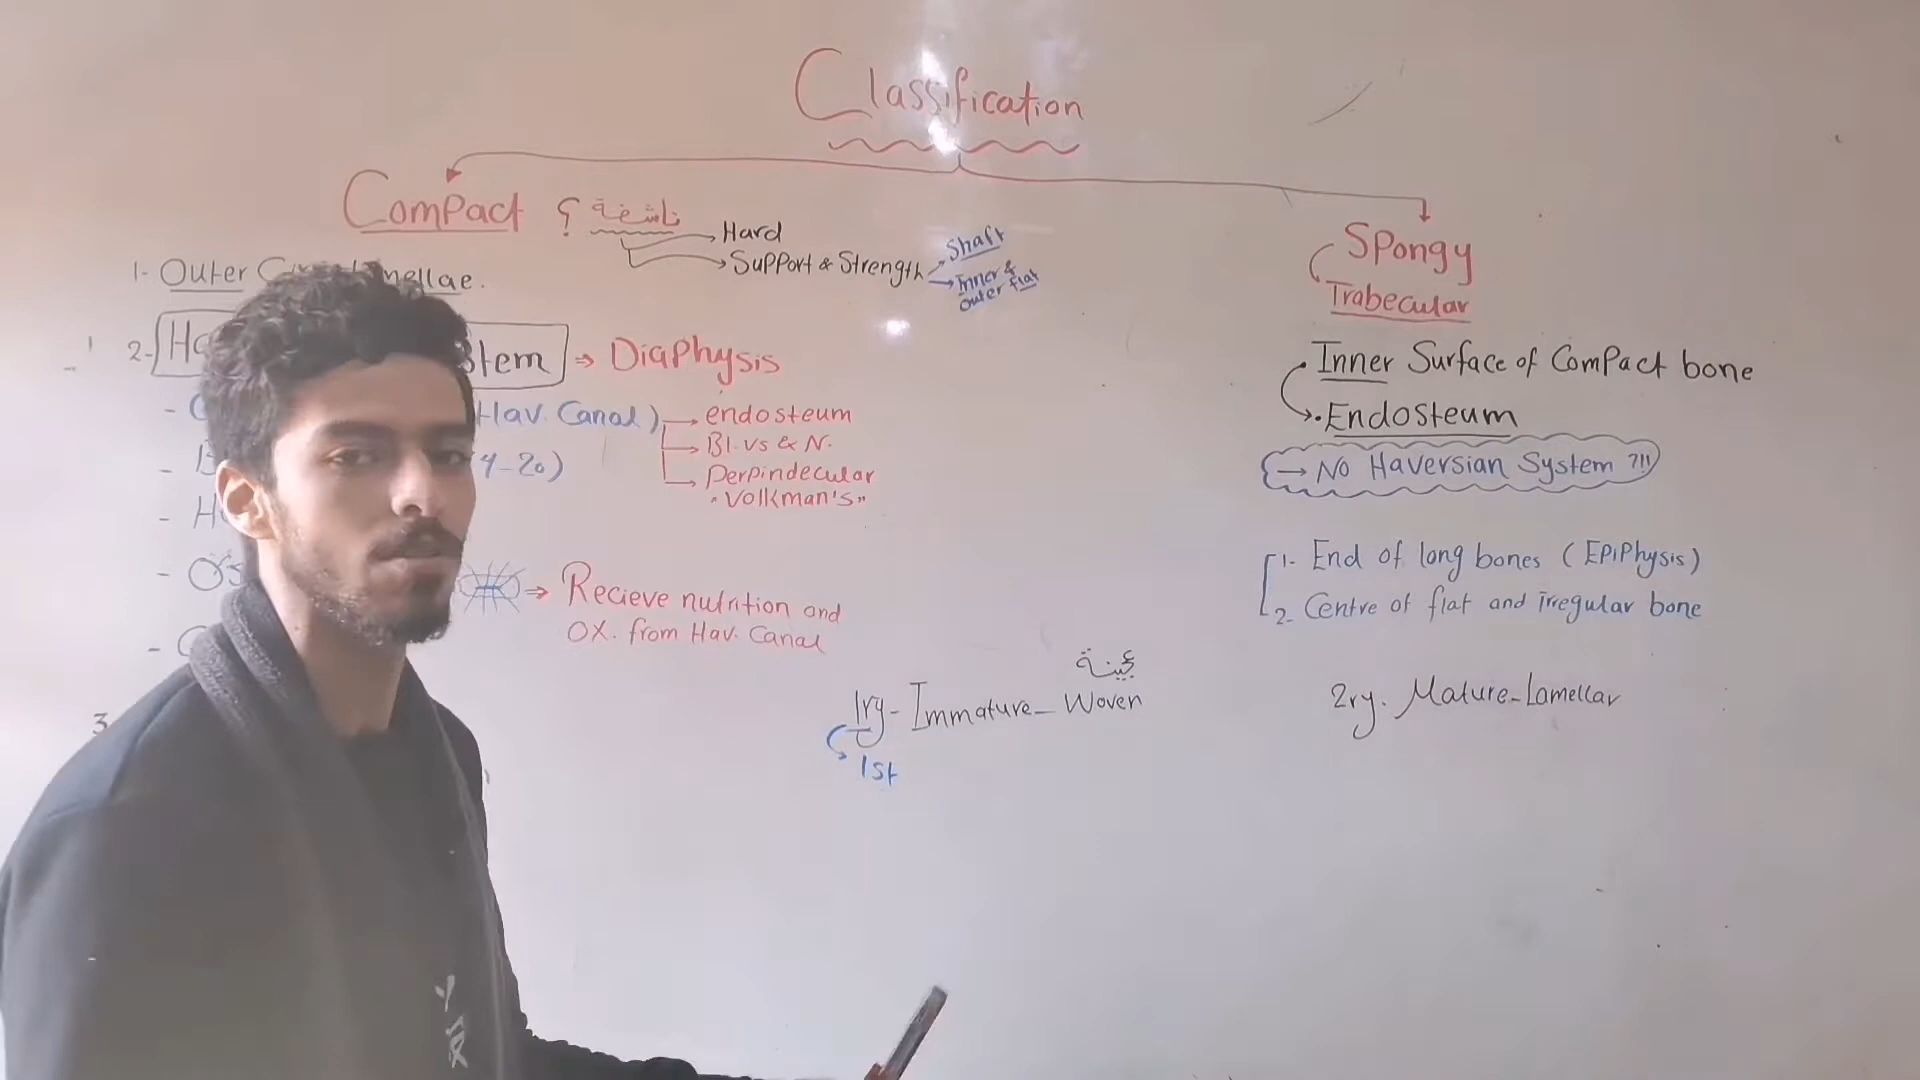 Classification
Compact ؟ ناشفة
Hard
Support & Strength
Shaft
Inner &
outer flat
1- Outer
2-
stem ⇒ Diaphysis
Hav. Canal)
endosteum
Bl. vs & N.
Perpindecular
"Volkman's"
(4-20)
⇒ Recieve nutrition and
OX. from Hav. Canal
3
Spongy
Trabecular
Inner Surface of Compact bone
Endosteum
→ No Haversian System ?!!
1- End of long bones (Epiphysis)
2- Centre of flat and irregular bone
عجينة
1ry- Immature- Woven
1st
2ry. Mature-Lamellar